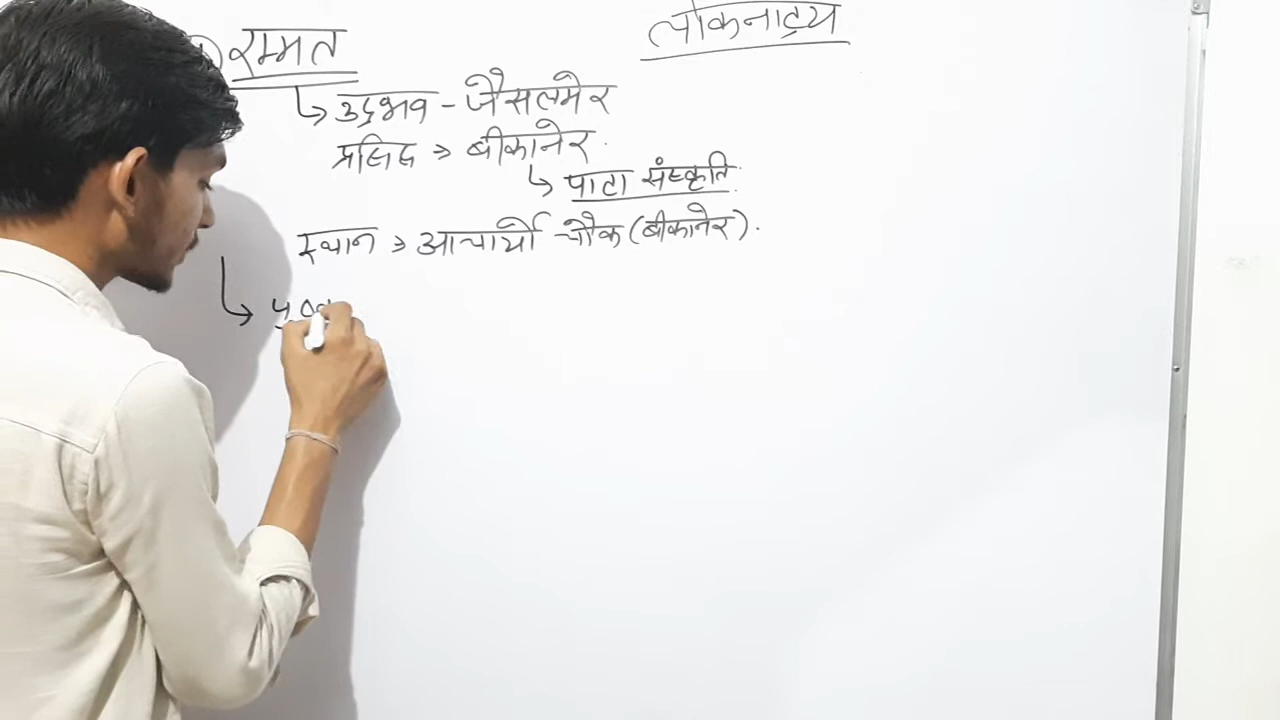 लोकनाट्य
रम्मत
↳ उद्भव - जैसलमेर
प्रसिद्ध ⇒ बीकानेर.
↳ पाटा संस्कृति.
स्थान ⇒ आचार्यो चौक (बीकानेर).